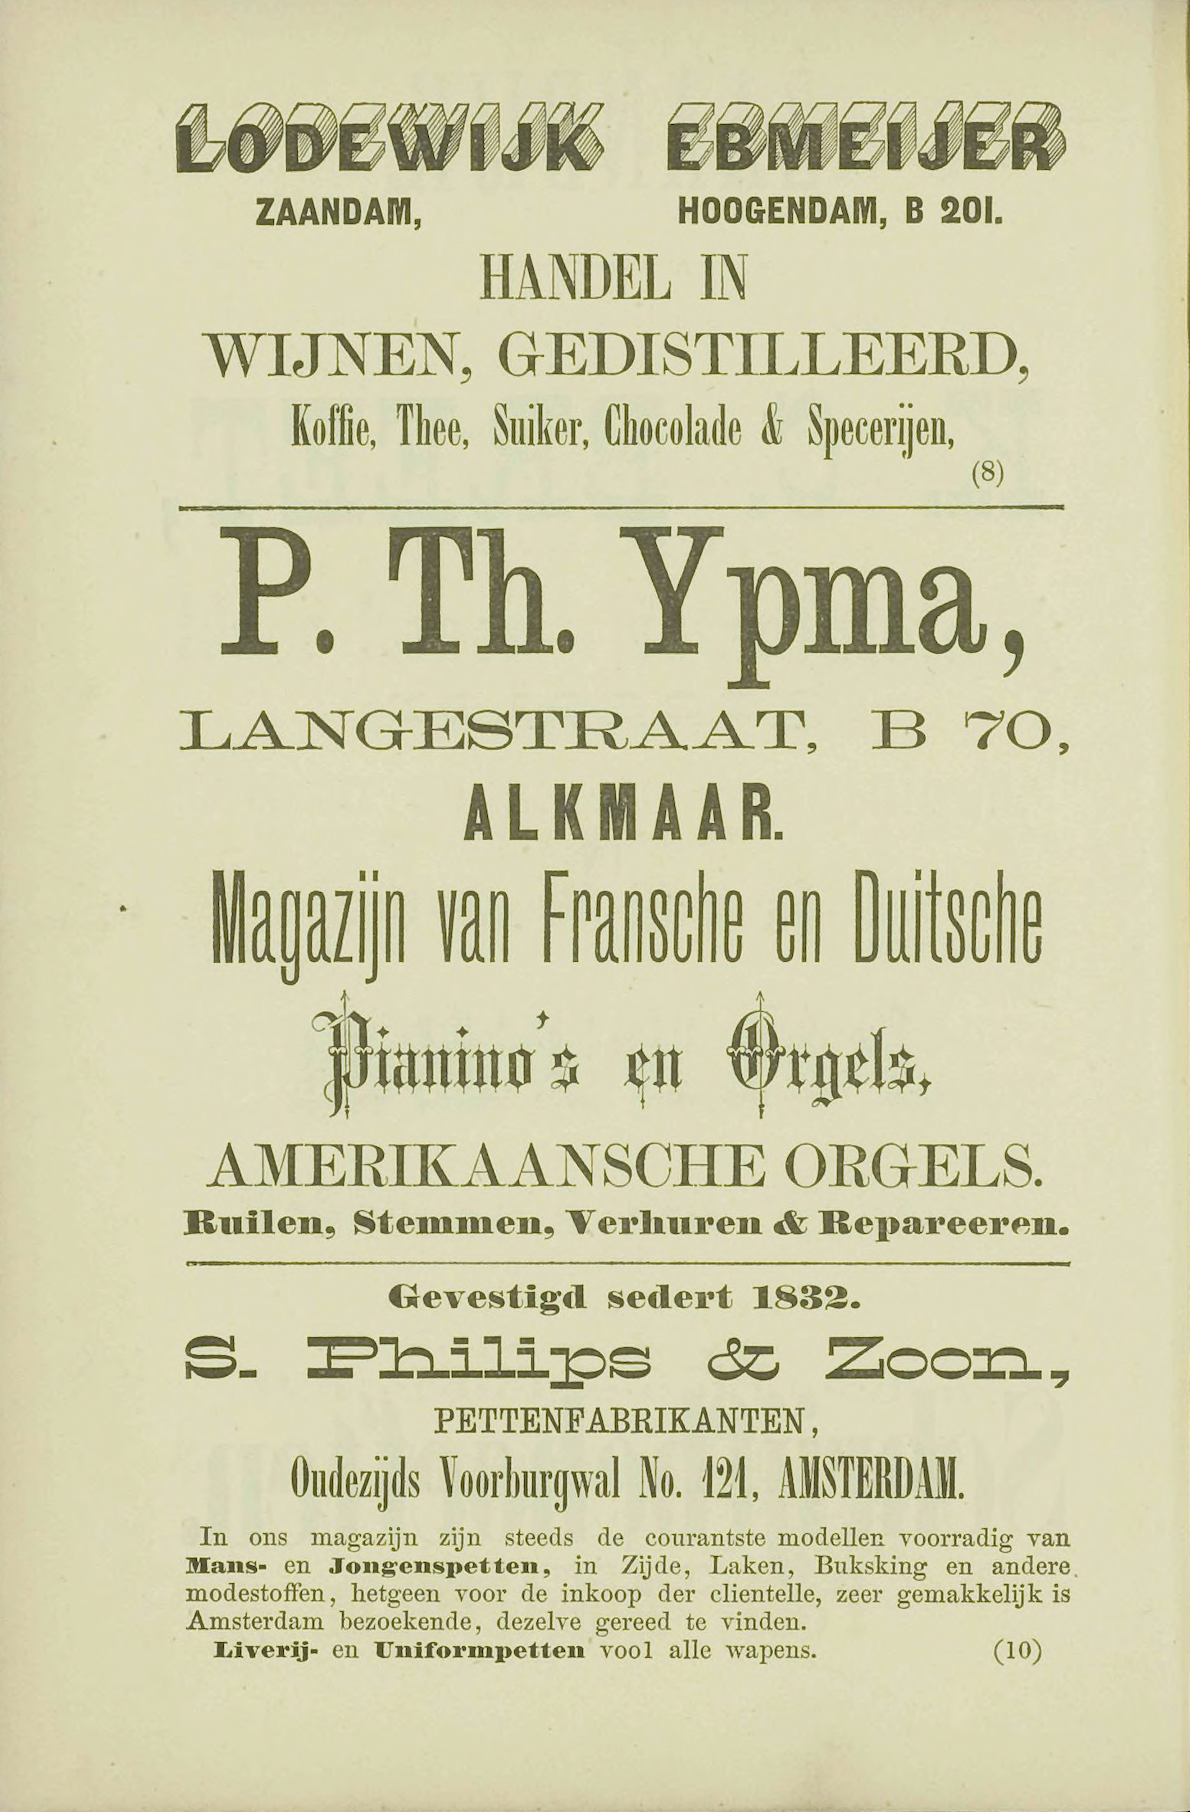 LODEWIJK EBMEIJER
ZAANDAM, HOOGENDAM, B 201.
HANDEL IN
WIJNEN, GEDISTILLEERD,
Koffie, Thee, Suiker, Chocolade & Specerijen,
(8)
P. Th. Ypma,
LANGESTRAAT, B 70,
ALKMAAR.
Magazijn van Fransche en Duitsche
Pianino's en Orgels,
AMERIKAANSCHE ORGELS.
Ruilen, Stemmen, Verhuren & Repareeren.
Gevestigd sedert 1832.
S. Philips & Zoon,
PETTENFABRIKANTEN,
Oudezijds Voorburgwal No. 121, AMSTERDAM.
In ons magazijn zijn steeds de courantste modellen voorradig van
Mans- en Jongenspetten, in Zijde, Laken, Buksking en andere
modestoffen, hetgeen voor de inkoop der clientelle, zeer gemakkelijk is
Amsterdam bezoekende, dezelve gereed te vinden.
Liverij- en Uniformpetten vool alle wapens. (10)